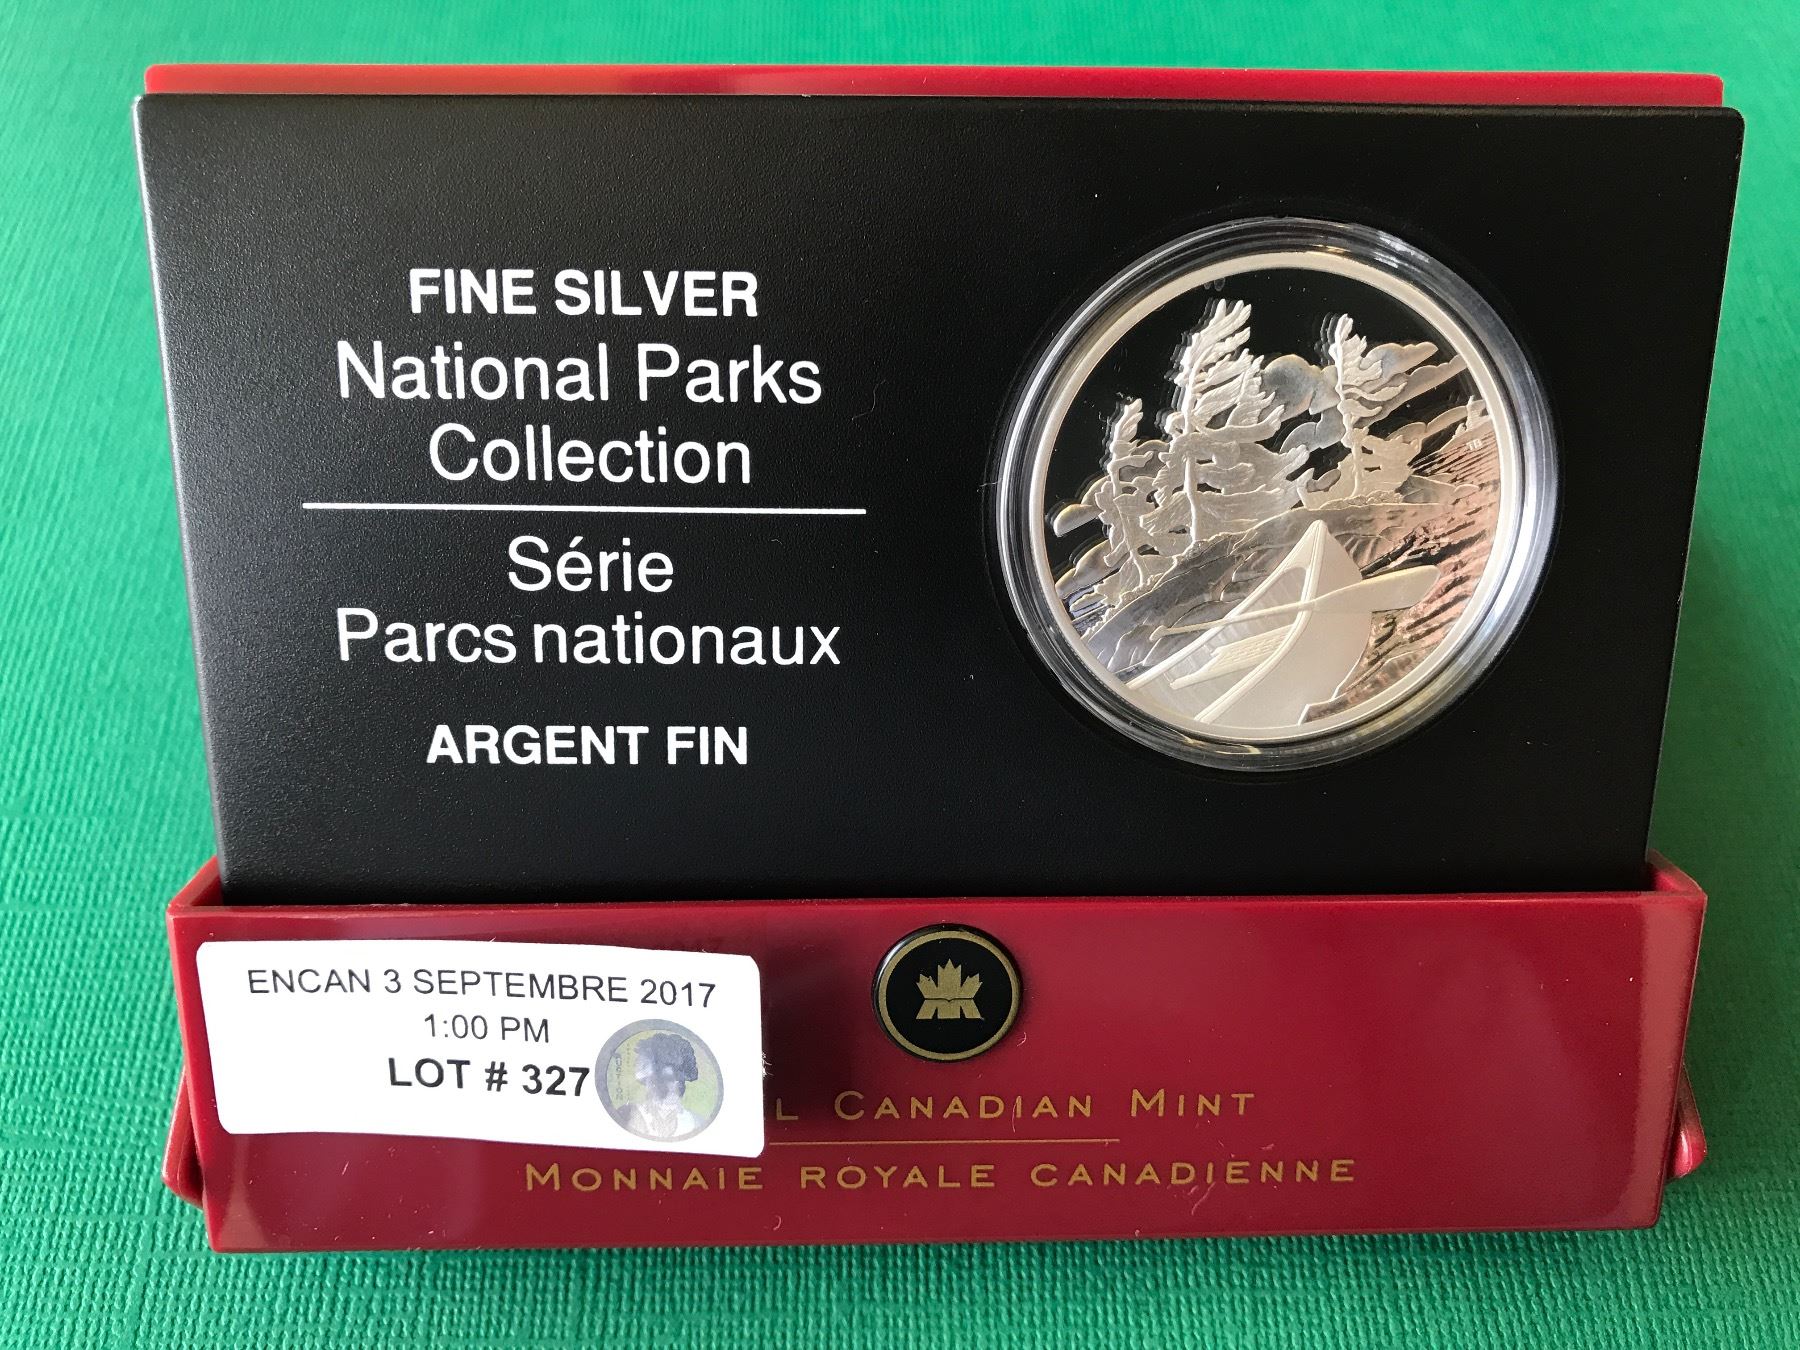 FINE SILVER
National Parks
Collection
Série
Parcs nationaux
ARGENT FIN
TB
ENCAN 3 SEPTEMBRE 2017
1:00 PM
LOT # 327
L CANADIAN MINT
MONNAIE ROYALE CANADIENNE